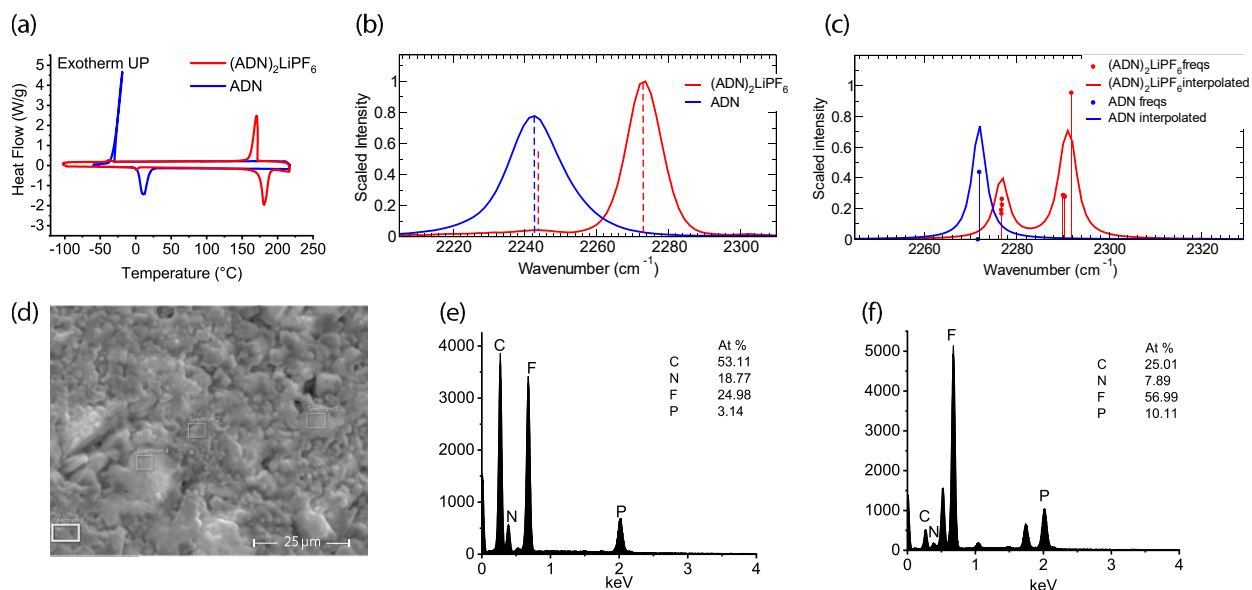 (a)
Exotherm UP
(ADN)2LiPF6
ADN
Heat Flow (W/g)
5
4
3
2
1
0
-1
-2
-3
-100 -50 0 50 100 150 200 250
Temperature (°C)
(b)
(ADN)2LiPF6
ADN
Scaled Intensity
1
0.8
0.6
0.4
0.2
0
2220 2240 2260 2280 2300
Wavenumber (cm-1)
(c)
(ADN)2LiPF6freqs
(ADN)2LiPF6interpolated
ADN freqs
ADN interpolated
Scaled Intensity
1
0.8
0.6
0.4
0.2
0
2260 2280 2300 2320
Wavenumber (cm-1)
(d)
Spectrum 2
Spectrum 4
25 µm
(e)
C
F
N
P
At %
C 53.11
N 18.77
F 24.98
P 3.14
4000
3000
2000
1000
0
0 1 2 3 4
keV
(f)
F
C
N
P
At %
C 25.01
N 7.89
F 56.99
P 10.11
5000
4000
3000
2000
1000
0
0 1 2 3 4
keV